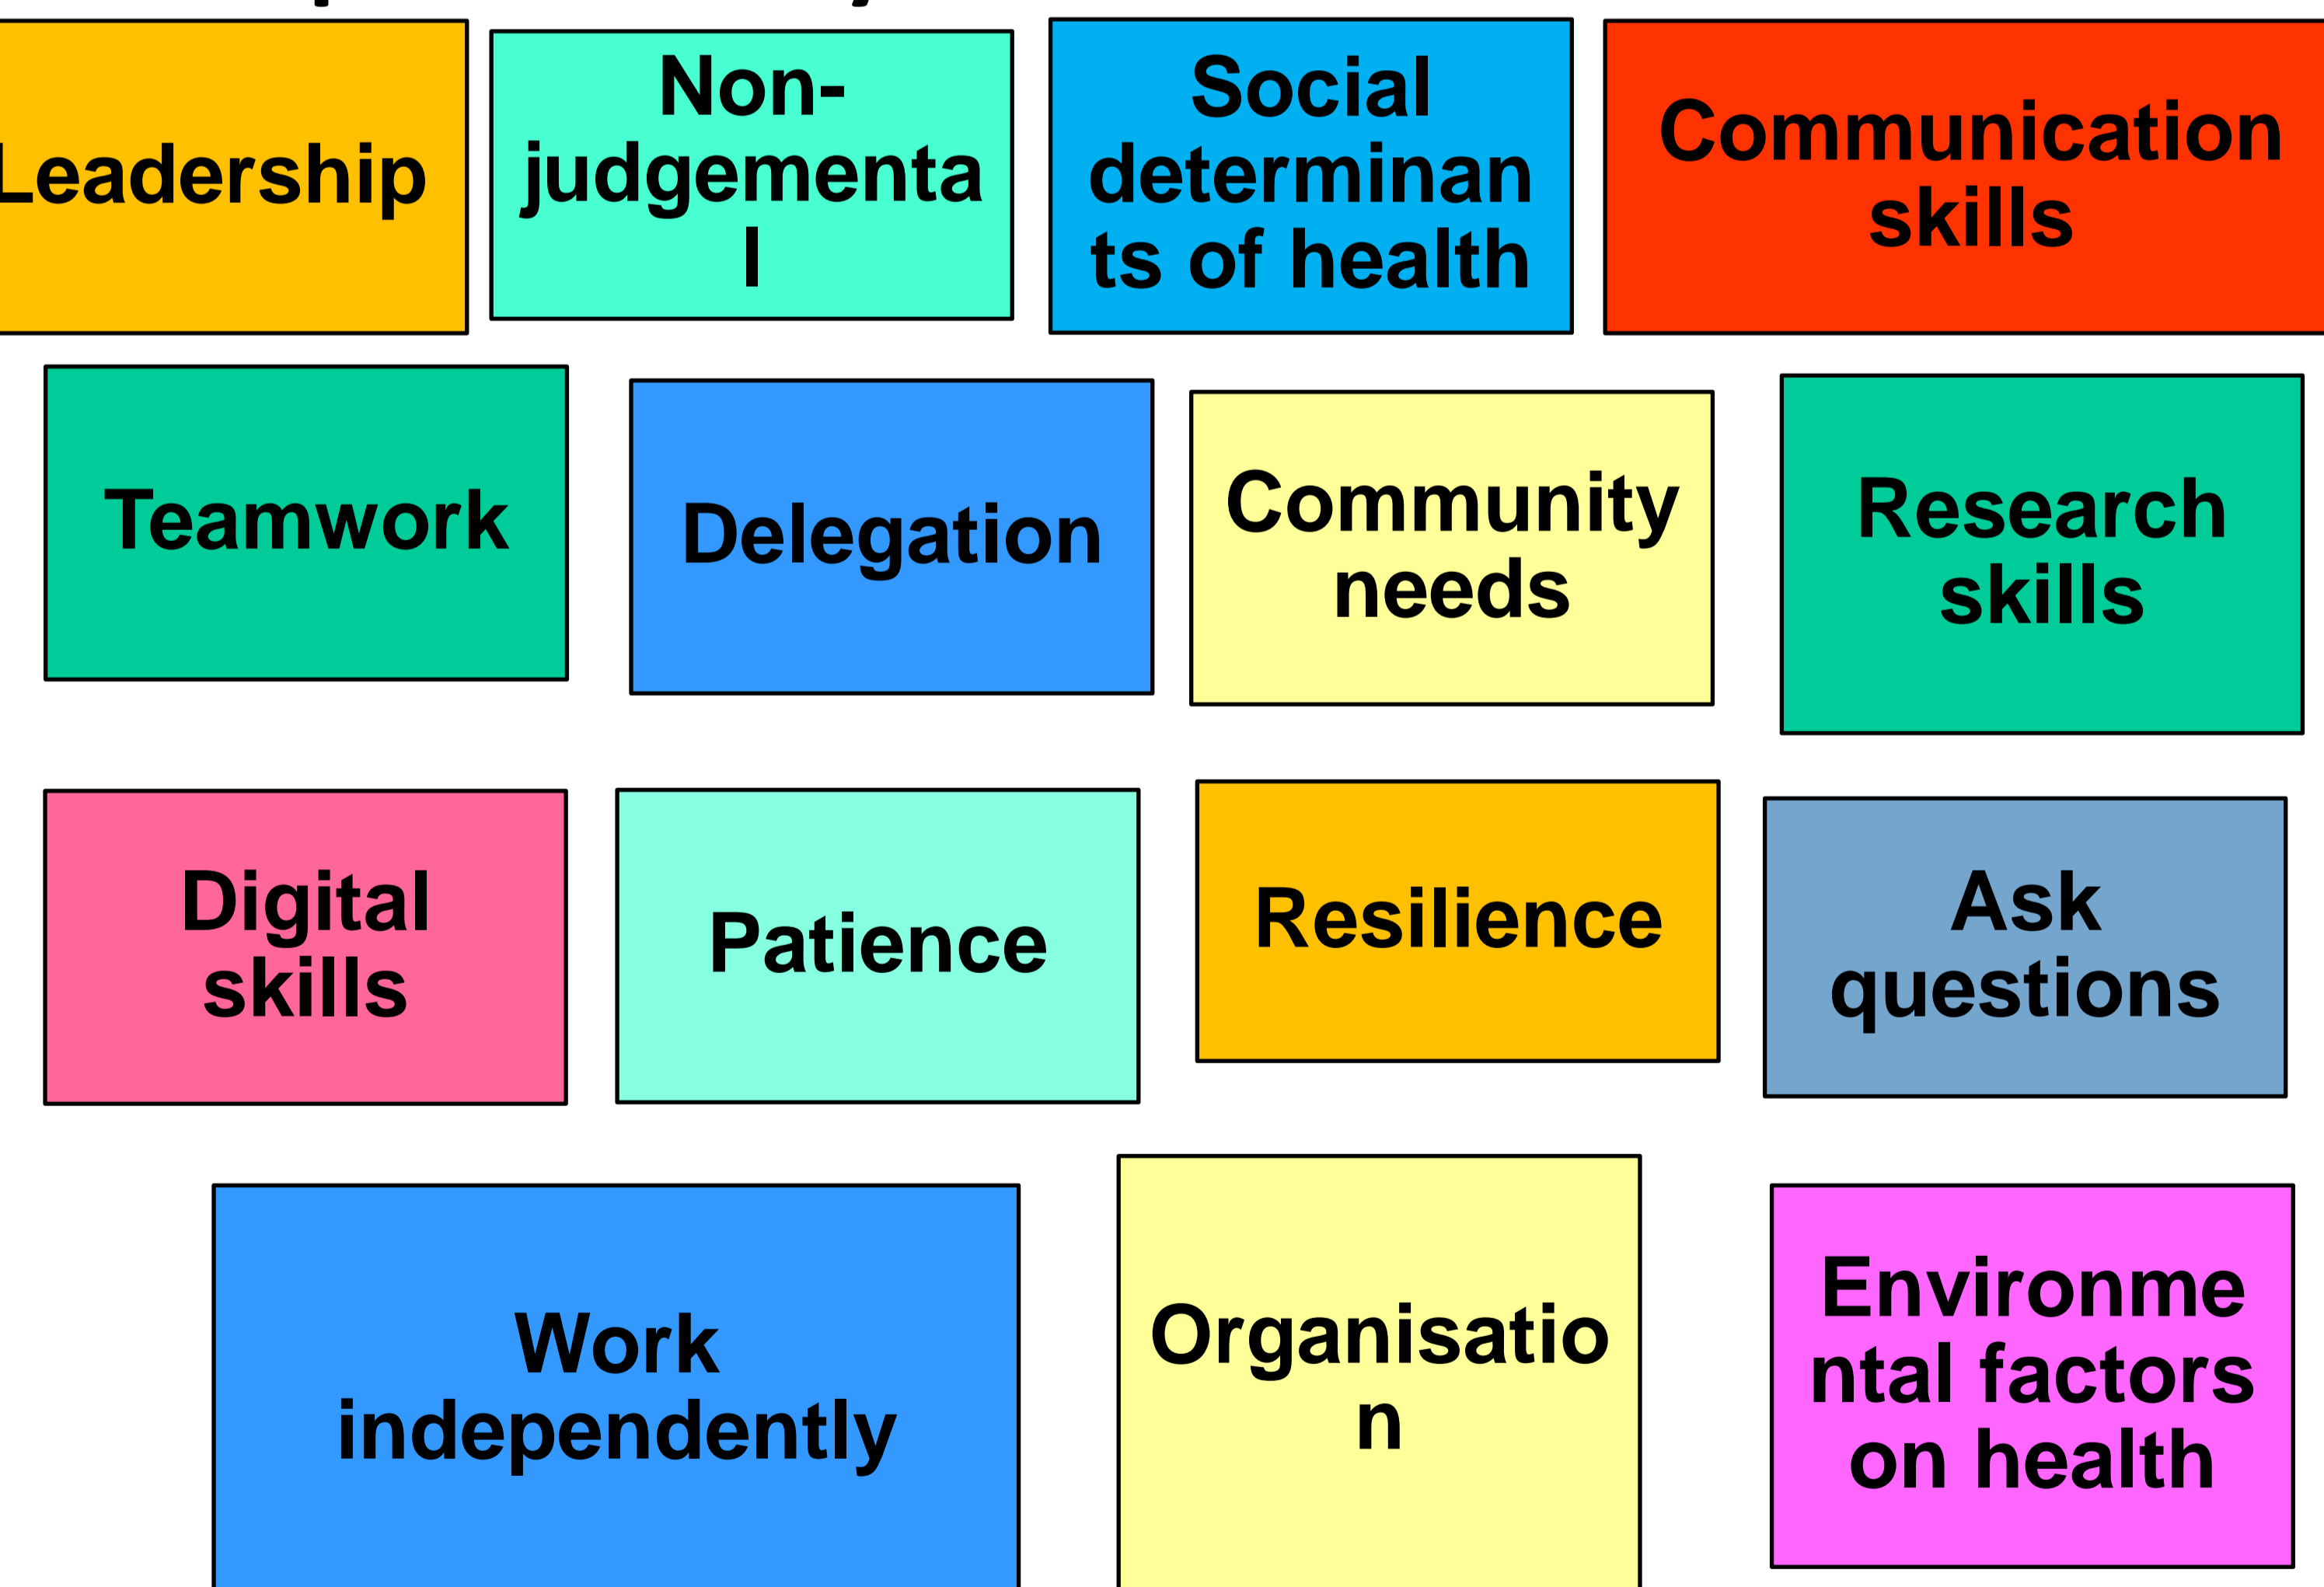 Leadership
Non-
judgementa
l
Social
determinan
ts of health
Communication
skills
Teamwork
Delegation
Community
needs
Research
skills
Digital
skills
Patience
Resilience
Ask
questions
Work
independently
Organisatio
n
Environme
ntal factors
on health